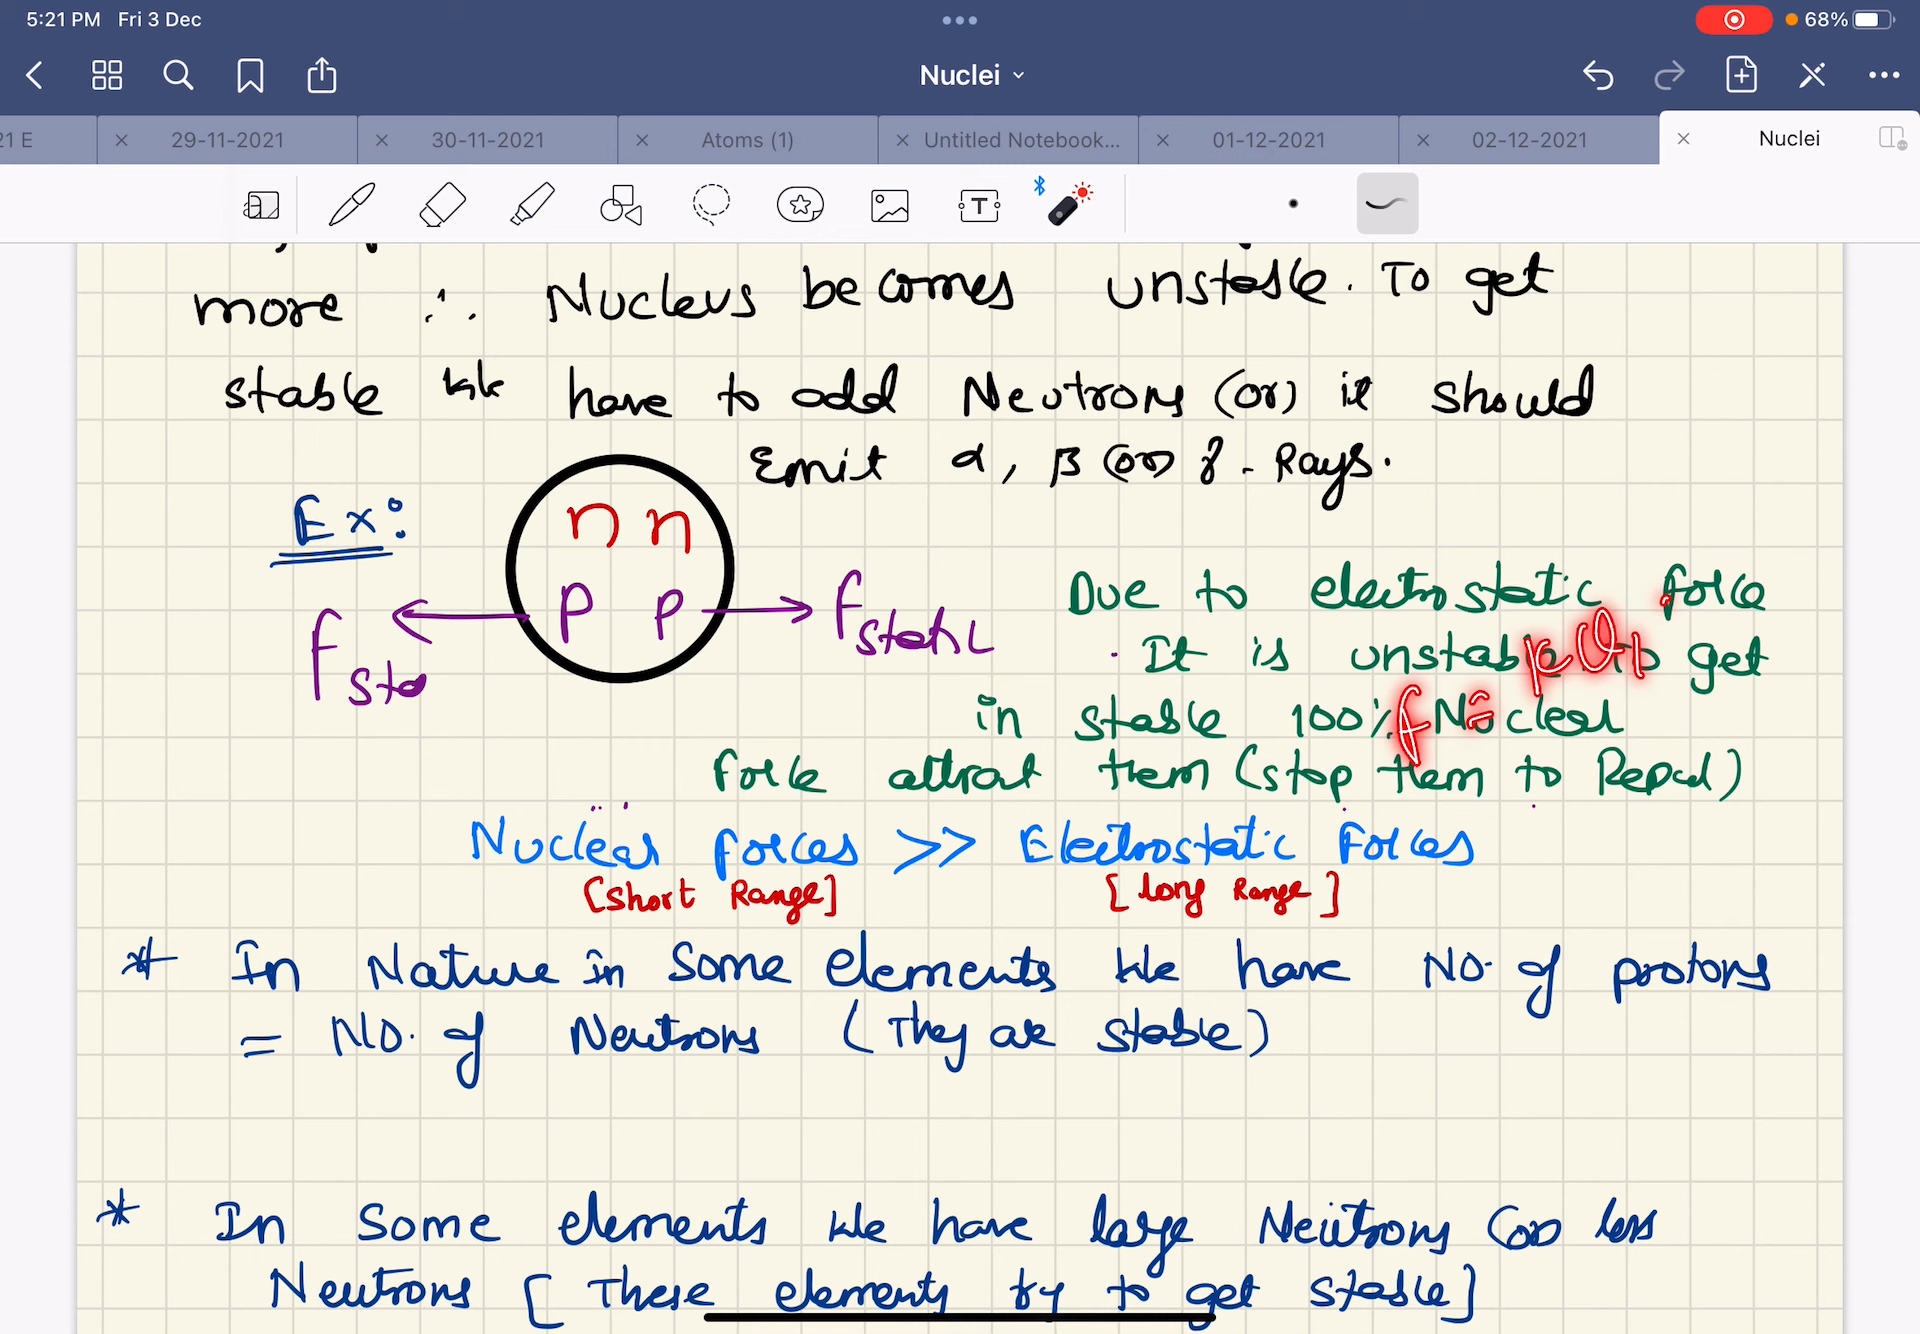 5:21 PM Fri 3 Dec
68%
Nuclei
21 E
29-11-2021
30-11-2021
Atoms (1)
Untitled Notebook...
01-12-2021
02-12-2021
Nuclei
more ∴ Nucleus becomes unstable. To get
stable we have to add Neutrons (or) it should
Emit α, β (or) γ - Rays.
Ex:
n n
p p
f sta
f static
Due to electrostatic force
It is unstable To get
in stable 100% Nuclear
force attract them (stop them to Repel)
Nuclear forces >> Electrostatic Forces
[short Range] [long Range]
* In Nature in Some elements we have NO. of protons
= NO. of Neutrons (They are stable)
* In Some elements we have large Neutrons (or) less
Neutrons [These elements try to get stable]